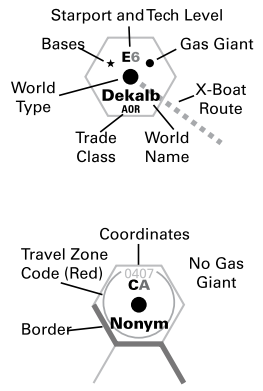 Starport and Tech Level
Bases
Gas Giant
E6
World
Type
X-Boat
Route
Dekalb
AOR
Trade
Class
World
Name
Coordinates
Travel Zone
Code (Red)
No Gas
Giant
0407
CA
Nonym
Border